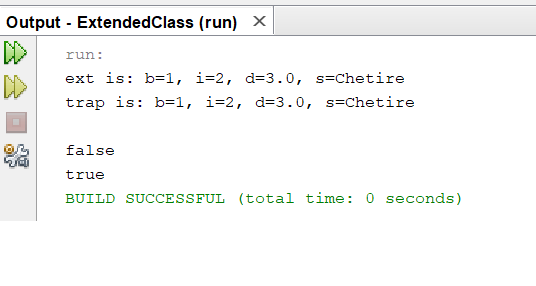 Output - ExtendedClass (run)
run:
ext is: b=1, i=2, d=3.0, s=Chetire
trap is: b=1, i=2, d=3.0, s=Chetire
false
true
BUILD SUCCESSFUL (total time: 0 seconds)